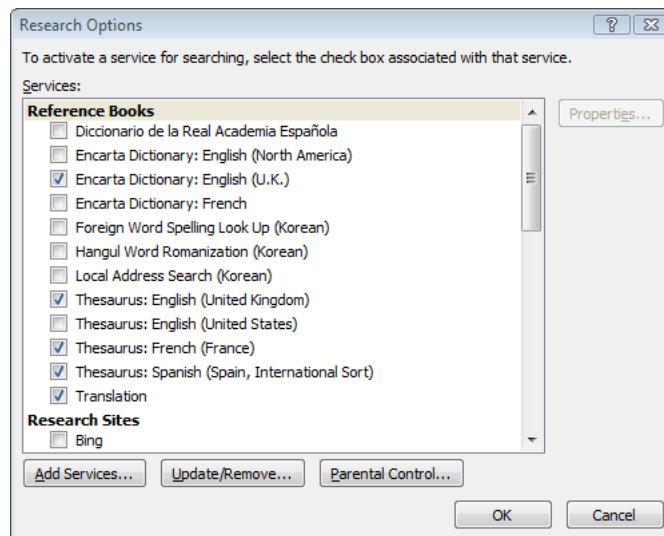 Research Options
To activate a service for searching, select the check box associated with that service.
Services:
Reference Books
Diccionario de la Real Academia Española
Encarta Dictionary: English (North America)
Encarta Dictionary: English (U.K.)
Encarta Dictionary: French
Foreign Word Spelling Look Up (Korean)
Hangul Word Romanization (Korean)
Local Address Search (Korean)
Thesaurus: English (United Kingdom)
Thesaurus: English (United States)
Thesaurus: French (France)
Thesaurus: Spanish (Spain, International Sort)
Translation
Research Sites
Bing
Properties...
Add Services... Update/Remove... Parental Control...
OK Cancel